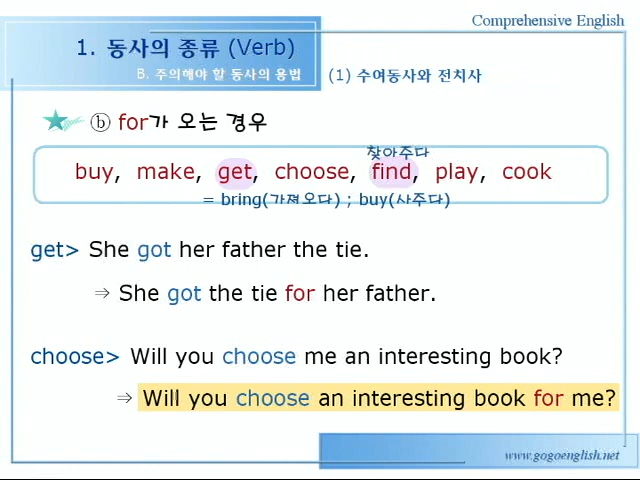 Comprehensive English
1. 동사의 종류 (Verb)
B. 주의해야 할 동사의 용법
(1) 수여동사와 전치사
ⓑ for가 오는 경우
찾아주다
buy, make, get, choose, find, play, cook
= bring(가져오다) ; buy(사주다)
get> She got her father the tie.
⇒ She got the tie for her father.
choose> Will you choose me an interesting book?
⇒ Will you choose an interesting book for me?
www.gogoenglish.net